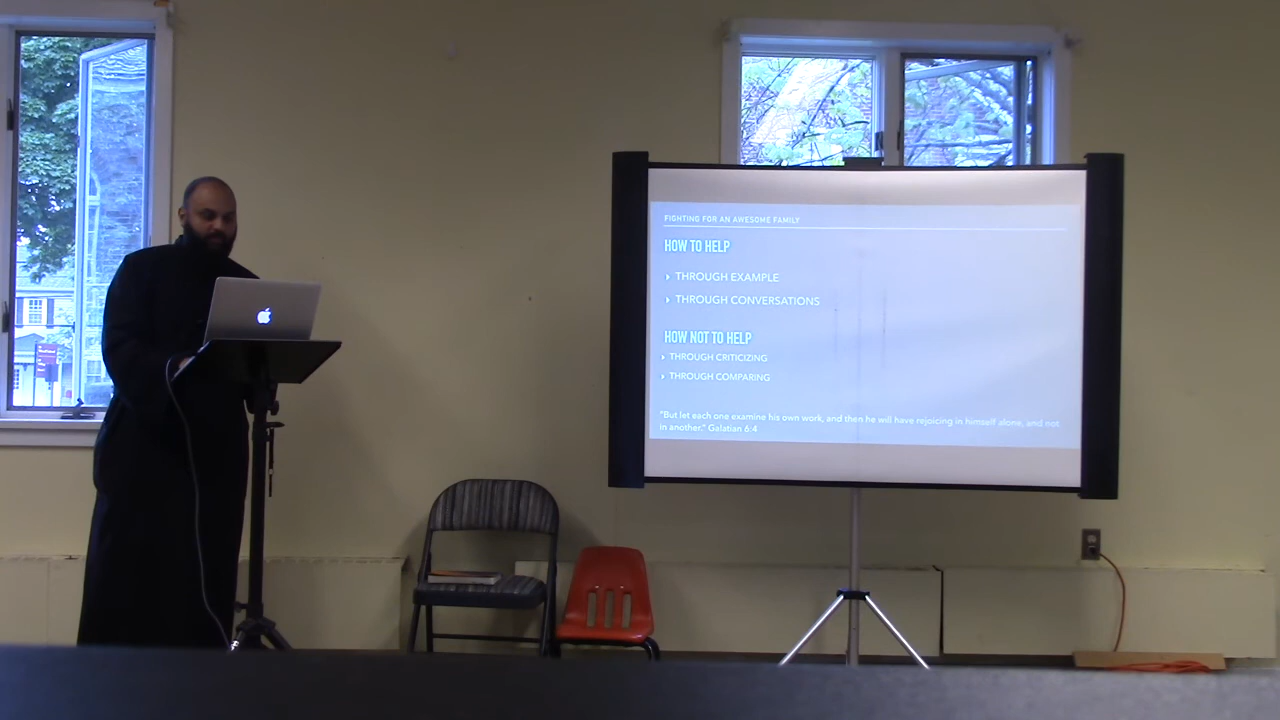 FIGHTING FOR AN AWESOME FAMILY
HOW TO HELP
THROUGH EXAMPLE
THROUGH CONVERSATIONS
HOW NOT TO HELP
THROUGH CRITICIZING
THROUGH COMPARING
"But let each one examine his own work, and then he will have rejoicing in himself alone, and not
in another." Galatian 6:4